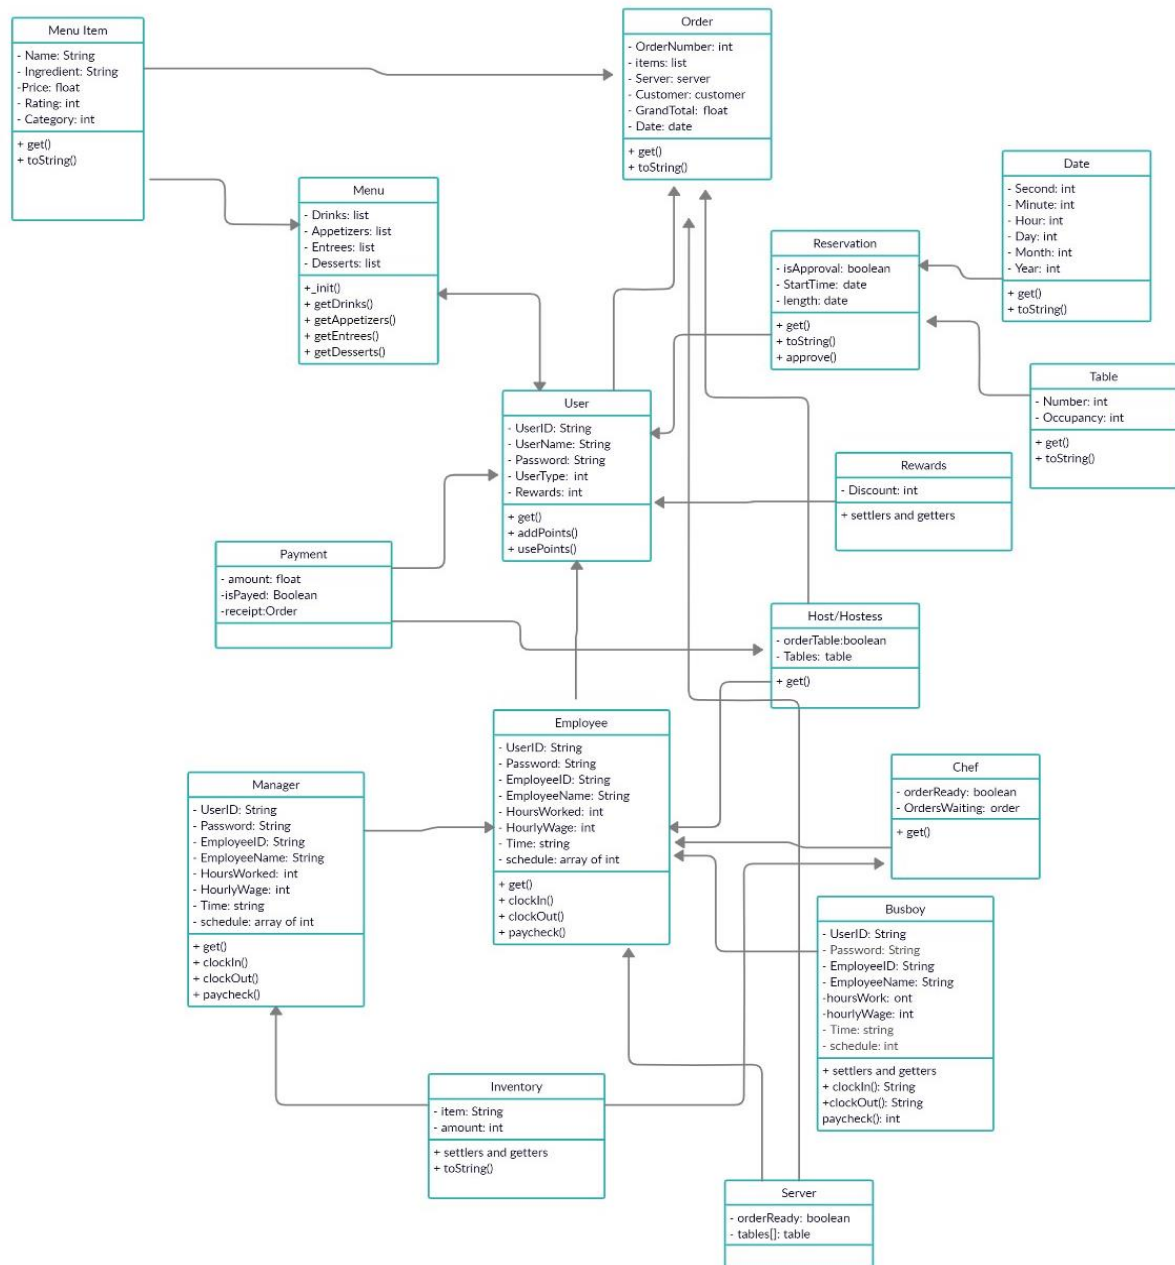 Menu Item
- Name: String
- Ingredient: String
-Price: float
- Rating: int
- Category: int
+ get()
+ toString()
Order
- OrderNumber: int
- items: list
- Server: server
- Customer: customer
- GrandTotal: float
- Date: date
+ get()
+ toString()
Menu
- Drinks: list
- Appetizers: list
- Entrees: list
- Desserts: list
+_init()
+ getDrinks()
+ getAppetizers()
+ getEntrees()
+ getDesserts()
Date
- Second: int
- Minute: int
- Hour: int
- Day: int
- Month: int
- Year: int
+ get()
+ toString()
Reservation
- isApproval: boolean
- StartTime: date
- length: date
+ get()
+ toString()
+ approve()
Table
- Number: int
- Occupancy: int
+ get()
+ toString()
User
- UserID: String
- UserName: String
- Password: String
- UserType: int
- Rewards: int
+ get()
+ addPoints()
+ usePoints()
Rewards
- Discount: int
+ settlers and getters
Payment
- amount: float
-isPayed: Boolean
-receipt:Order
Host/Hostess
- orderTable:boolean
- Tables: table
+ get()
Employee
- UserID: String
- Password: String
- EmployeeID: String
- EmployeeName: String
- HoursWorked: int
- HourlyWage: int
- Time: string
- schedule: array of int
+ get()
+ clockIn()
+ clockOut()
+ paycheck()
Manager
- UserID: String
- Password: String
- EmployeeID: String
- EmployeeName: String
- HoursWorked: int
- HourlyWage: int
- Time: string
- schedule: array of int
+ get()
+ clockIn()
+ clockOut()
+ paycheck()
Chef
- orderReady: boolean
- OrdersWaiting: order
+ get()
Busboy
- UserID: String
- Password: String
- EmployeeID: String
- EmployeeName: String
-hoursWork: ont
-hourlyWage: int
- Time: string
- schedule: int
+ settlers and getters
+ clockIn(): String
+clockOut(): String
paycheck(): int
Inventory
- item: String
- amount: int
+ settlers and getters
+ toString()
Server
- orderReady: boolean
- tables[]: table